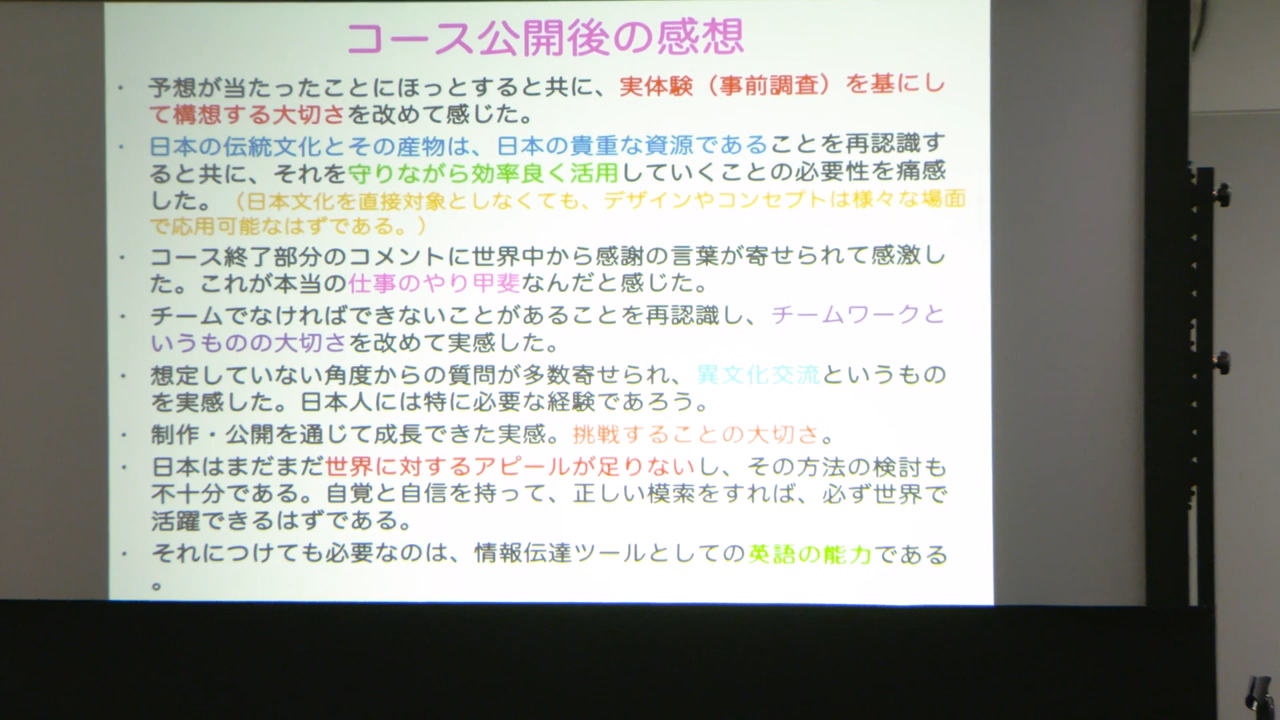 コース公開後の感想
・ 予想が当たったことにほっとすると共に、実体験（事前調査）を基にし
て構想する大切さを改めて感じた。
・ 日本の伝統文化とその産物は、日本の貴重な資源であることを再認識す
ると共に、それを守りながら効率良く活用していくことの必要性を痛感
した。（日本文化を直接対象としなくても、デザインやコンセプトは様々な場面
で応用可能なはずである。）
・ コース終了部分のコメントに世界中から感謝の言葉が寄せられて感激し
た。これが本当の仕事のやり甲斐なんだと感じた。
・ チームでなければできないことがあることを再認識し、チームワークと
いうものの大切さを改めて実感した。
・ 想定していない角度からの質問が多数寄せられ、異文化交流というもの
を実感した。日本人には特に必要な経験であろう。
・ 制作・公開を通じて成長できた実感。挑戦することの大切さ。
・ 日本はまだまだ世界に対するアピールが足りないし、その方法の検討も
不十分である。自覚と自信を持って、正しい模索をすれば、必ず世界で
活躍できるはずである。
・ それにつけても必要なのは、情報伝達ツールとしての英語の能力である
。